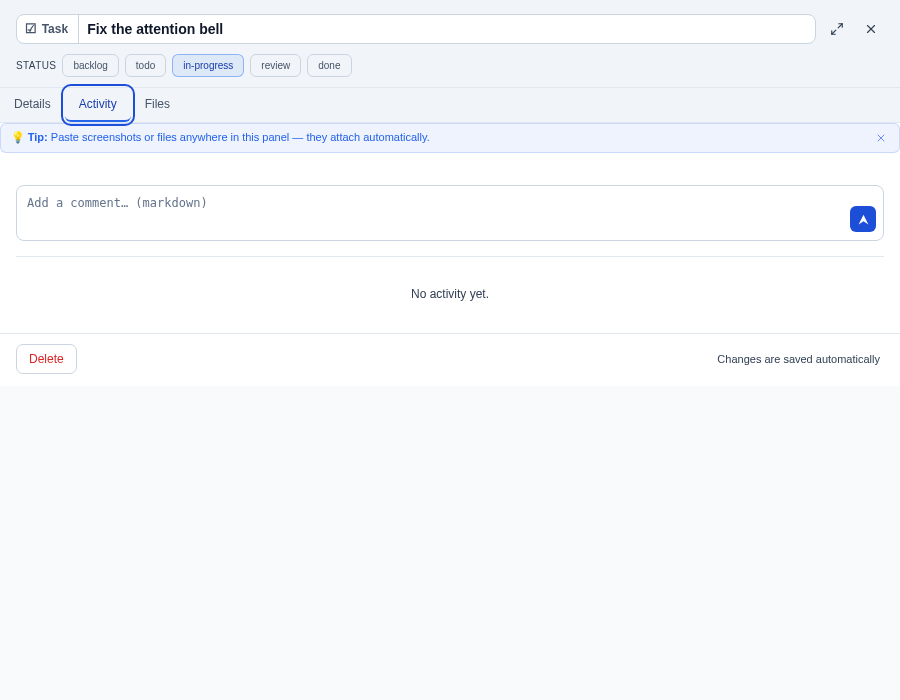 ☑ Task Fix the attention bell
STATUS backlog todo in-progress review done
Details Activity Files
💡 Tip: Paste screenshots or files anywhere in this panel — they attach automatically.
Add a comment… (markdown)
No activity yet.
Delete Changes are saved automatically